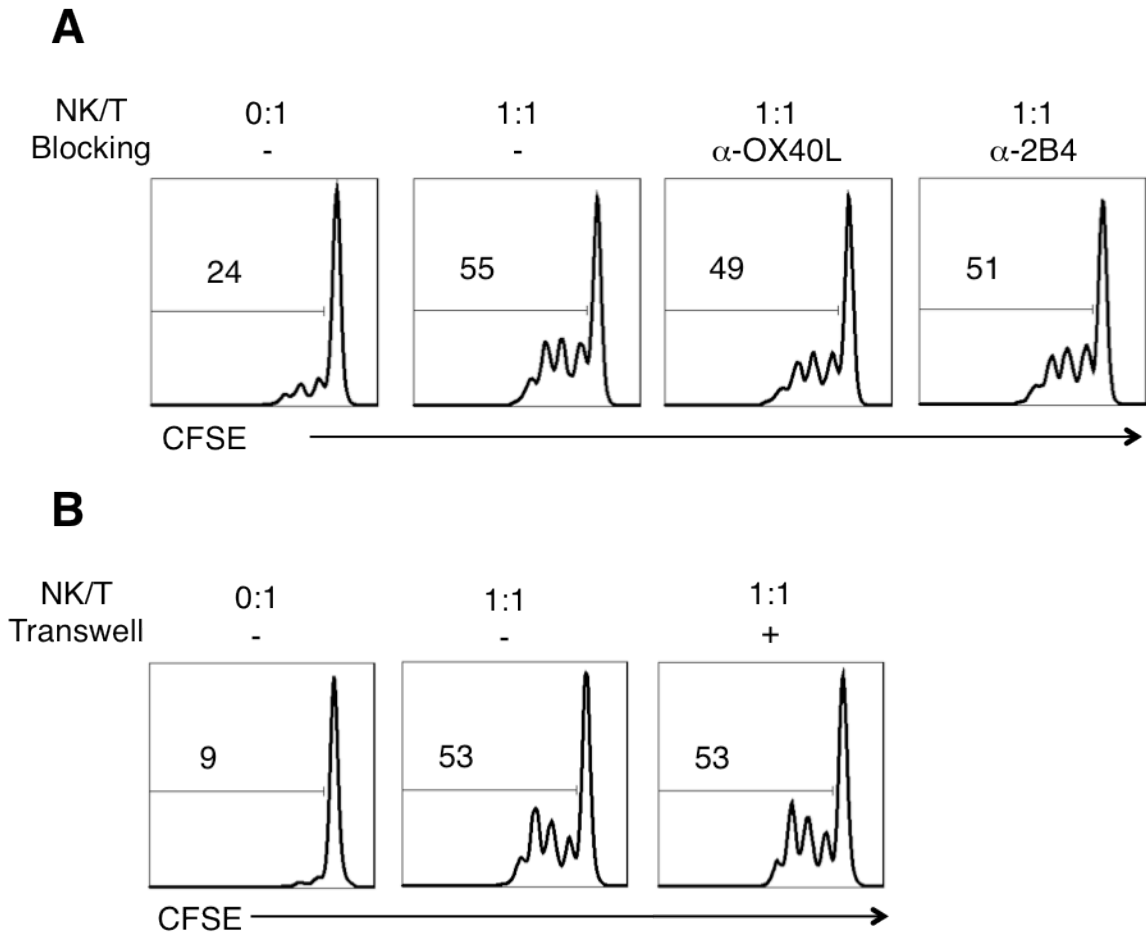 A
NK/T 0:1 1:1 1:1 1:1
Blocking - - α-OX40L α-2B4
24 55 49 51
CFSE
B
NK/T 0:1 1:1 1:1
Transwell - - +
9 53 53
CFSE